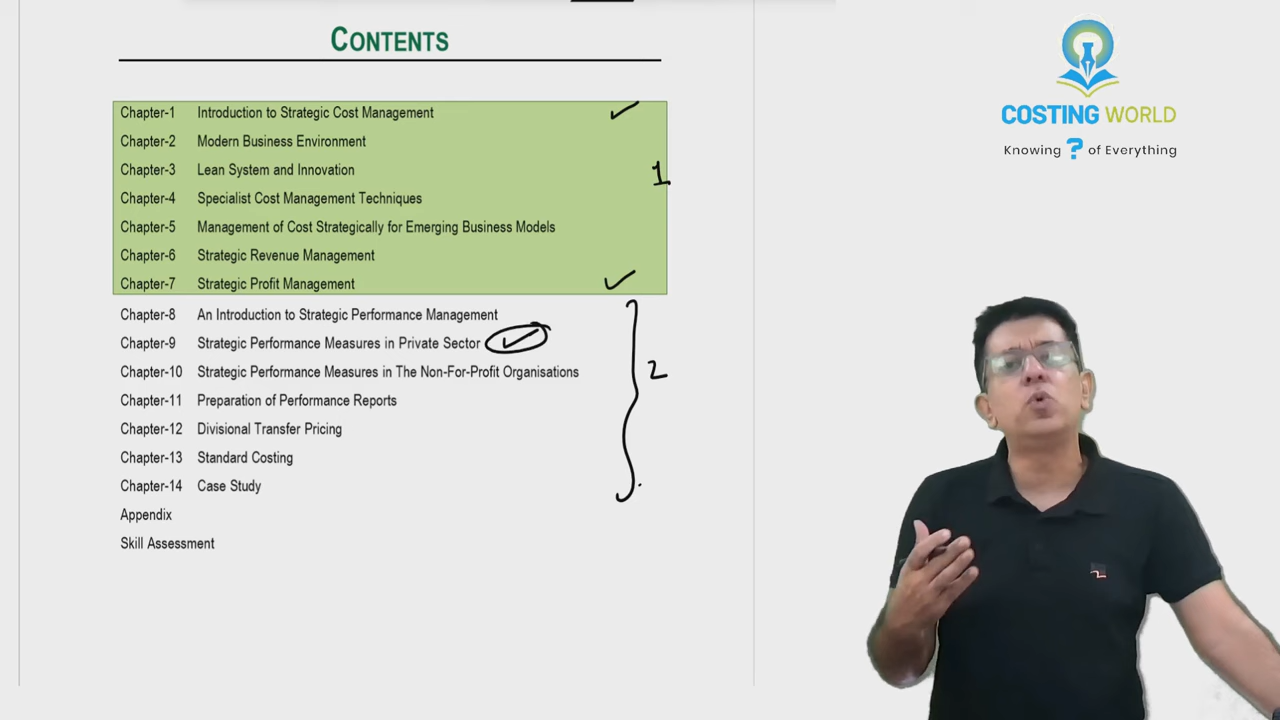 CONTENTS
Chapter-1 Introduction to Strategic Cost Management
Chapter-2 Modern Business Environment
Chapter-3 Lean System and Innovation
1
Chapter-4 Specialist Cost Management Techniques
Chapter-5 Management of Cost Strategically for Emerging Business Models
Chapter-6 Strategic Revenue Management
Chapter-7 Strategic Profit Management
Chapter-8 An Introduction to Strategic Performance Management
Chapter-9 Strategic Performance Measures in Private Sector
Chapter-10 Strategic Performance Measures in The Non-For-Profit Organisations
2
Chapter-11 Preparation of Performance Reports
Chapter-12 Divisional Transfer Pricing
Chapter-13 Standard Costing
Chapter-14 Case Study
Appendix
Skill Assessment
COSTING WORLD
Knowing ? of Everything